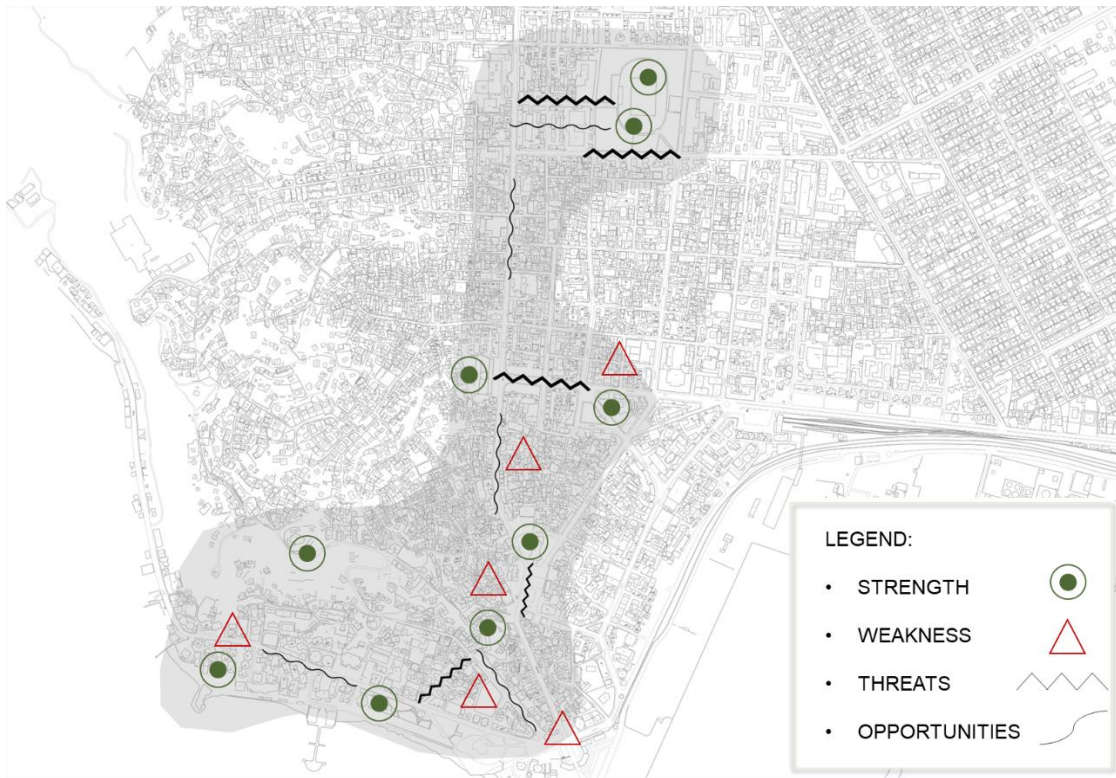 LEGEND:
• STRENGTH
• WEAKNESS
• THREATS
• OPPORTUNITIES